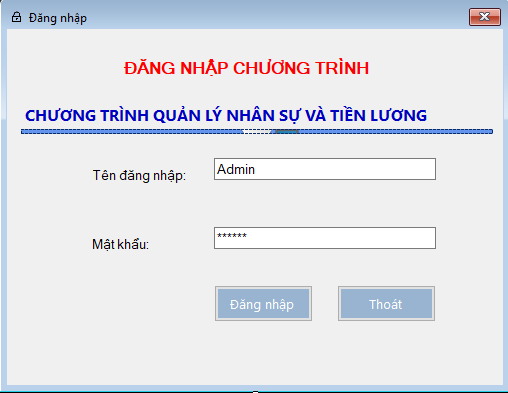 Đăng nhập
ĐĂNG NHẬP CHƯƠNG TRÌNH
CHƯƠNG TRÌNH QUẢN LÝ NHÂN SỰ VÀ TIỀN LƯƠNG
Tên đăng nhập: Admin
Mật khẩu: ******
Đăng nhập Thoát